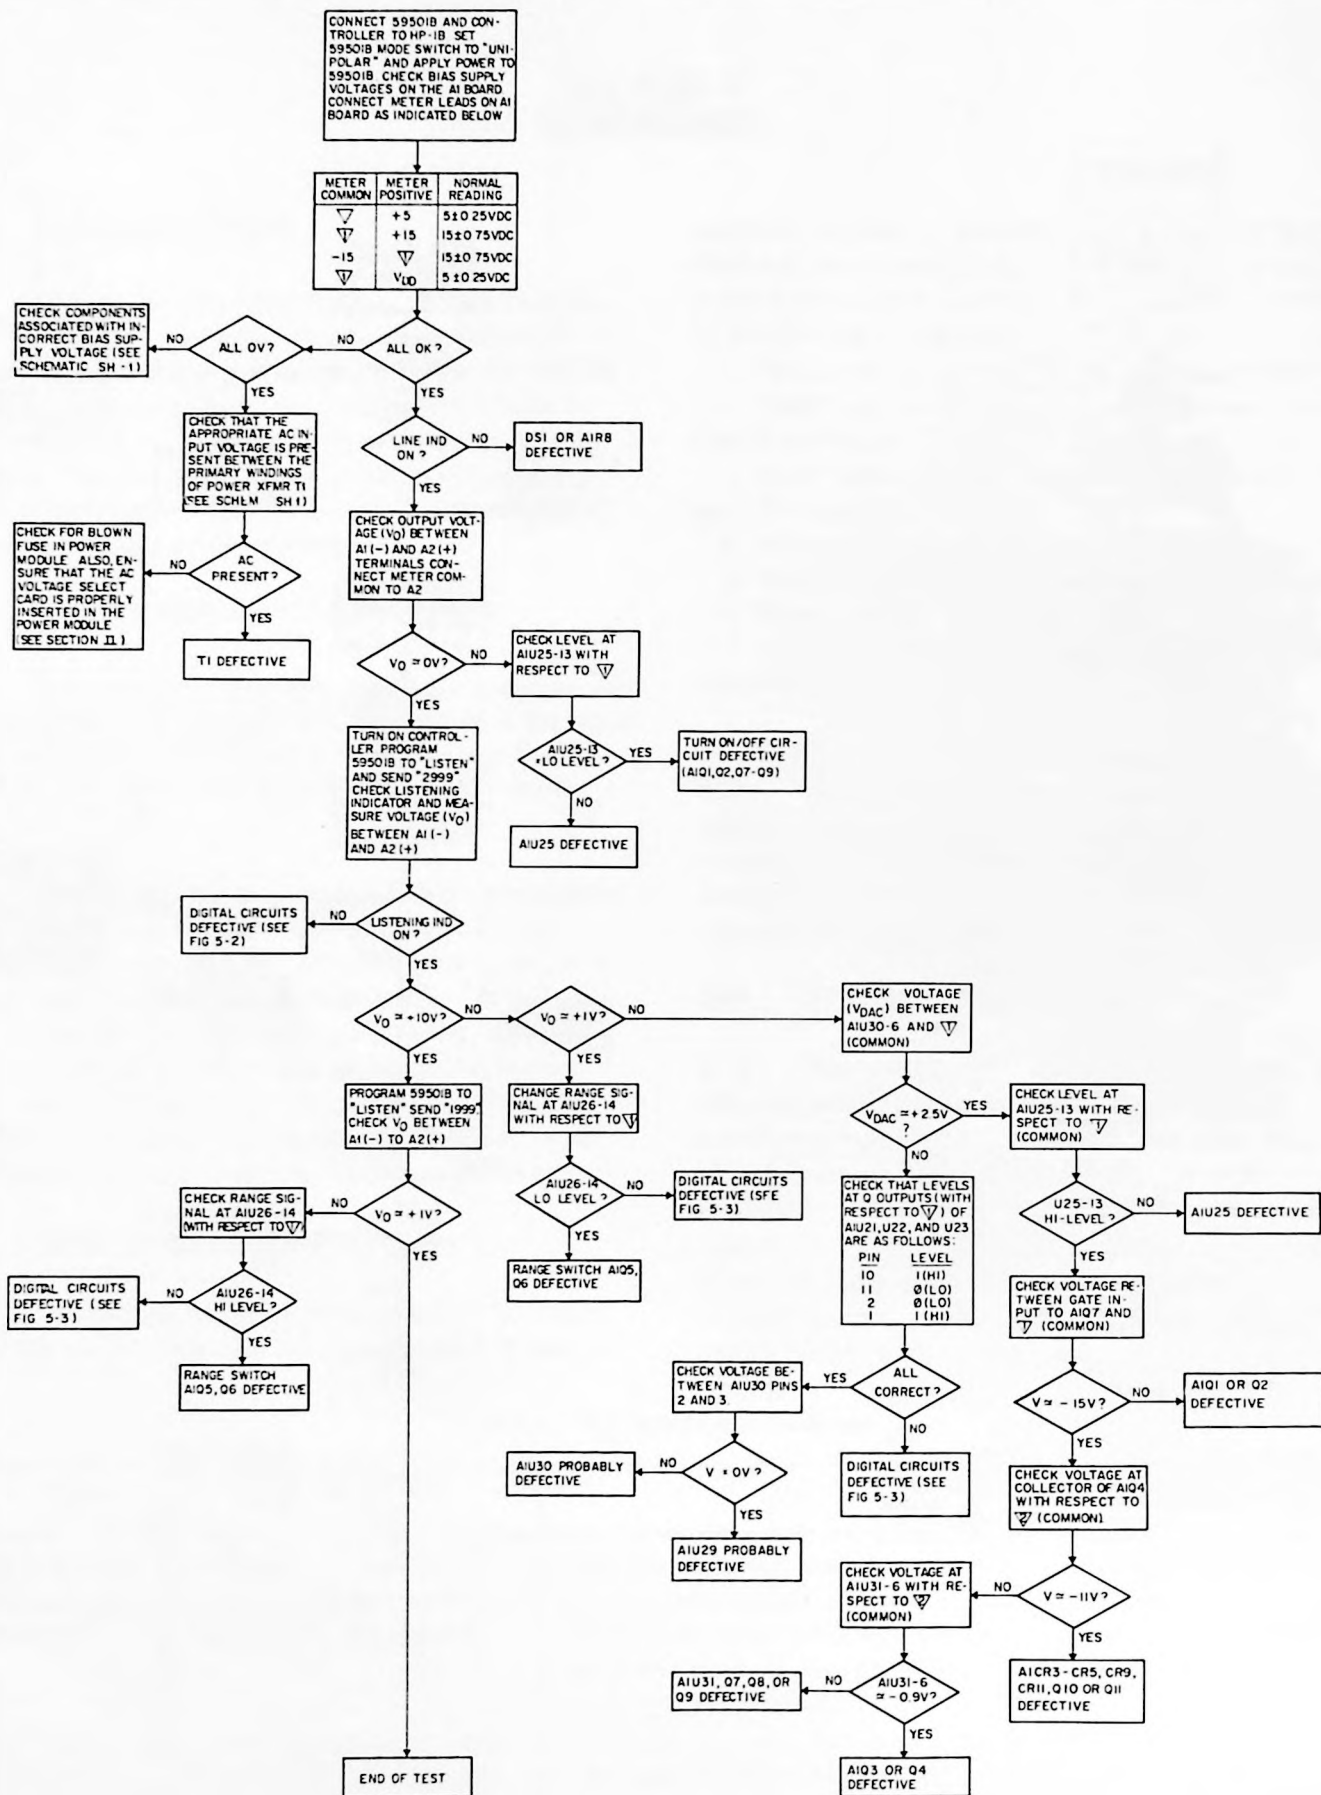 CONNECT 59501B AND CON-
TROLLER TO HP-IB SET
59501B MODE SWITCH TO "UNI-
POLAR" AND APPLY POWER TO
59501B CHECK BIAS SUPPLY
VOLTAGES ON THE A1 BOARD
CONNECT METER LEADS ON A1
BOARD AS INDICATED BELOW
METER COMMON METER POSITIVE NORMAL READING
▽ +5 5±0 25VDC
▽1 +15 15±0 75VDC
-15 ▽1 15±0 75VDC
▽1 VDD 5±0 25VDC
CHECK COMPONENTS
ASSOCIATED WITH IN-
CORRECT BIAS SUP-
PLY VOLTAGE (SEE
SCHEMATIC SH-1)
NO
ALL 0V?
NO
ALL OK?
YES
YES
CHECK THAT THE
APPROPRIATE AC IN-
PUT VOLTAGE IS PRE-
SENT BETWEEN THE
PRIMARY WINDINGS
OF POWER XFMR T1
(SEE SCHEM SH 1)
LINE IND
ON?
NO
DS1 OR A1R8
DEFECTIVE
YES
CHECK FOR BLOWN
FUSE IN POWER
MODULE ALSO, EN-
SURE THAT THE AC
VOLTAGE SELECT
CARD IS PROPERLY
INSERTED IN THE
POWER MODULE
(SEE SECTION II)
NO
AC
PRESENT?
YES
T1 DEFECTIVE
CHECK OUTPUT VOLT-
AGE (VO) BETWEEN
A1 (-) AND A2 (+)
TERMINALS CON-
NECT METER COM-
MON TO A2
VO ≃ 0V?
NO
CHECK LEVEL AT
A1U25-13 WITH
RESPECT TO ▽1
YES
TURN ON CONTROL-
LER PROGRAM
59501B TO "LISTEN"
AND SEND "2999"
CHECK LISTENING
INDICATOR AND MEA-
SURE VOLTAGE (VO)
BETWEEN A1 (-)
AND A2 (+)
A1U25-13
=LO LEVEL?
YES
TURN ON/OFF CIR-
CUIT DEFECTIVE
(A1Q1,Q2,Q7-Q9)
NO
A1U25 DEFECTIVE
DIGITAL CIRCUITS
DEFECTIVE (SEE
FIG 5-2)
NO
LISTENING IND
ON?
YES
VO ≃ +10V?
NO
VO ≃ +1V?
NO
CHECK VOLTAGE
(VDAC) BETWEEN
A1U30-6 AND ▽1
(COMMON)
YES
YES
PROGRAM 59501B TO
"LISTEN" SEND "1999".
CHECK VO BETWEEN
A1(-) TO A2(+)
CHANGE RANGE SIG-
NAL AT A1U26-14
WITH RESPECT TO ▽1
VDAC ≃ +2.5V
?
YES
CHECK LEVEL AT
A1U25-13 WITH RE-
SPECT TO ▽1
(COMMON)
NO
CHECK RANGE SIG-
NAL AT A1U26-14
(WITH RESPECT TO ▽1)
NO
VO ≃ +1V?
YES
A1U26-14
LO LEVEL?
NO
DIGITAL CIRCUITS
DEFECTIVE (SEE
FIG 5-3)
YES
RANGE SWITCH A1Q5,
Q6 DEFECTIVE
CHECK THAT LEVELS
AT Q OUTPUTS (WITH
RESPECT TO ▽1) OF
A1U21,U22, AND U23
ARE AS FOLLOWS:
PIN LEVEL
10 1(HI)
11 0(LO)
2 0(LO)
1 1(HI)
U25-13
HI-LEVEL?
NO
A1U25 DEFECTIVE
YES
DIGITAL CIRCUITS
DEFECTIVE (SEE
FIG 5-3)
NO
A1U26-14
HI LEVEL?
YES
RANGE SWITCH
A1Q5, Q6 DEFECTIVE
CHECK VOLTAGE BE-
TWEEN GATE IN-
PUT TO A1Q7 AND
▽1 (COMMON)
CHECK VOLTAGE BE-
TWEEN A1U30 PINS
2 AND 3.
YES
ALL
CORRECT?
NO
DIGITAL CIRCUITS
DEFECTIVE (SEE
FIG 5-3)
V ≃ -15V?
NO
A1Q1 OR Q2
DEFECTIVE
YES
A1U30 PROBABLY
DEFECTIVE
NO
V = 0V?
YES
A1U29 PROBABLY
DEFECTIVE
CHECK VOLTAGE AT
COLLECTOR OF A1Q4
WITH RESPECT TO
▽2 (COMMON)
CHECK VOLTAGE AT
A1U31-6 WITH RE-
SPECT TO ▽2
(COMMON)
NO
V ≃ -11V?
YES
A1CR3-CR5, CR9,
CR11, Q10 OR Q11
DEFECTIVE
A1U31, Q7, Q8, OR
Q9 DEFECTIVE
NO
A1U31-6
≃ -0.9V?
YES
A1Q3 OR Q4
DEFECTIVE
END OF TEST